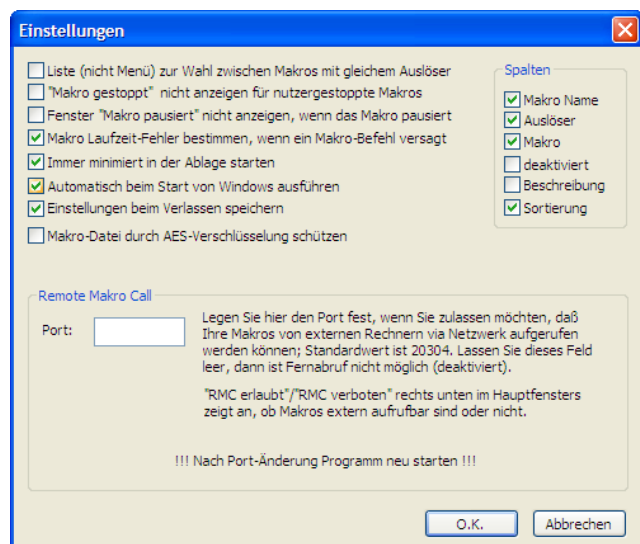 Einstellungen
Liste (nicht Menü) zur Wahl zwischen Makros mit gleichem Auslöser
"Makro gestoppt" nicht anzeigen für nutzergestoppte Makros
Fenster "Makro pausiert" nicht anzeigen, wenn das Makro pausiert
Makro Laufzeit-Fehler bestimmen, wenn ein Makro-Befehl versagt
Immer minimiert in der Ablage starten
Automatisch beim Start von Windows ausführen
Einstellungen beim Verlassen speichern
Makro-Datei durch AES-Verschlüsselung schützen
Spalten
Makro Name
Auslöser
Makro
deaktiviert
Beschreibung
Sortierung
Remote Makro Call
Port:
Legen Sie hier den Port fest, wenn Sie zulassen möchten, daß
Ihre Makros von externen Rechnern via Netzwerk aufgerufen
werden können; Standardwert ist 20304. Lassen Sie dieses Feld
leer, dann ist Fernabruf nicht möglich (deaktiviert).
"RMC erlaubt"/"RMC verboten" rechts unten im Hauptfensters
zeigt an, ob Makros extern aufrufbar sind oder nicht.
!!! Nach Port-Änderung Programm neu starten !!!
O.K.
Abbrechen